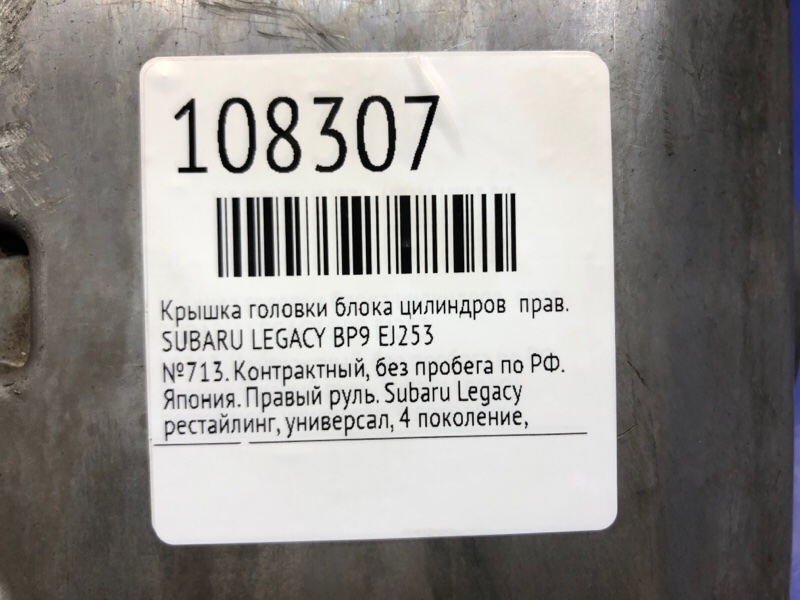 108307
Крышка головки блока цилиндров прав.
SUBARU LEGACY BP9 EJ253
№713. Контрактный, без пробега по РФ.
Япония. Правый руль. Subaru Legacy
рестайлинг, универсал, 4 поколение,